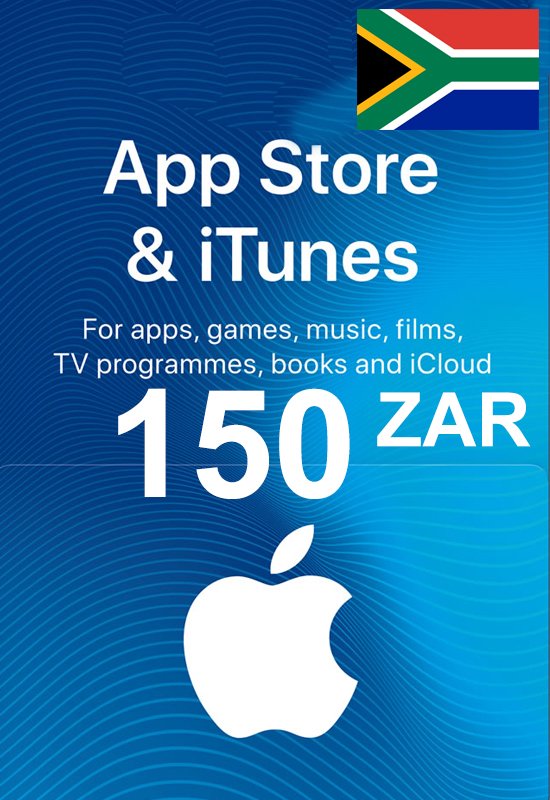 App Store
& iTunes
For apps, games, music, films,
TV programmes, books and iCloud
150 ZAR